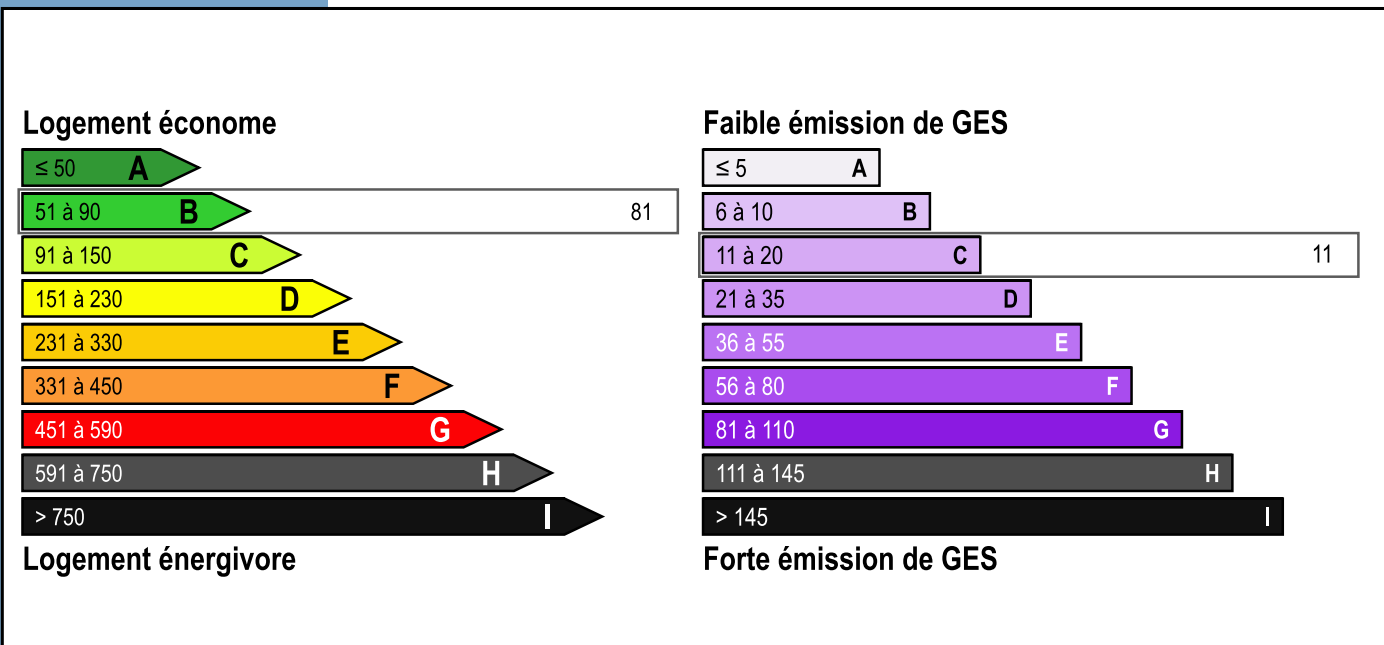 Logement économe
≤ 50 A
51 à 90 B 81
91 à 150 C
151 à 230 D
231 à 330 E
331 à 450 F
451 à 590 G
591 à 750 H
> 750 I
Logement énergivore
Faible émission de GES
≤ 5 A
6 à 10 B
11 à 20 C 11
21 à 35 D
36 à 55 E
56 à 80 F
81 à 110 G
111 à 145 H
> 145 I
Forte émission de GES